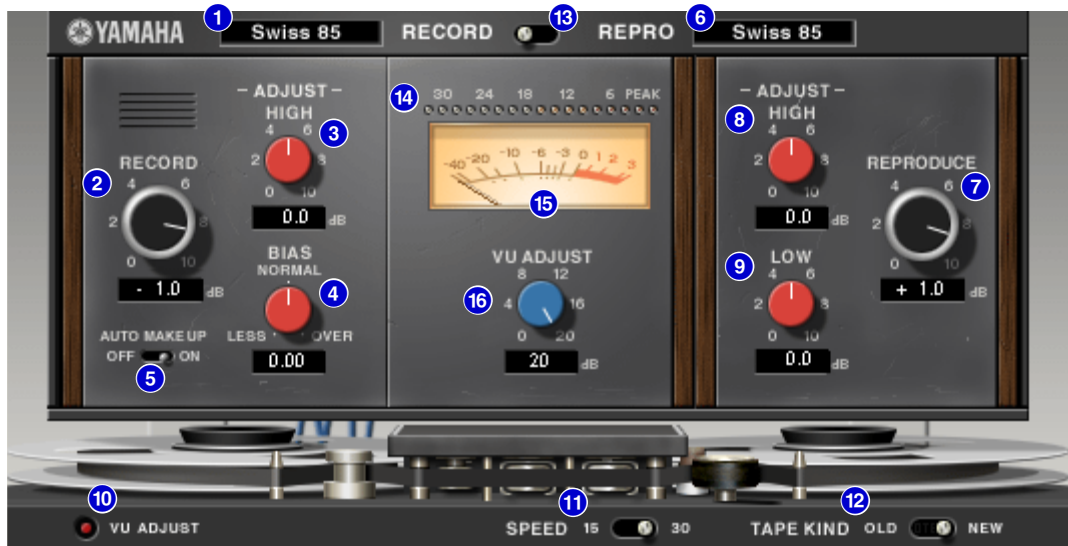 1 6 13
YAMAHA Swiss 85 RECORD REPRO Swiss 85
- ADJUST -
HIGH
4 6
2 8
0 10
0.0 dB
3
RECORD
2
4 6
2 8
0 10
- 1.0 dB
BIAS
NORMAL
4
LESS OVER
0.00
AUTO MAKE UP
OFF ON
5
14
30 24 18 12 6 PEAK
-40 -20 -10 -6 -3 0 1 2 3
15
VU ADJUST
8 12
16
4 16
0 20
20 dB
- ADJUST -
HIGH
8
4 6
2 8
0 10
0.0 dB
LOW
9
4 6
2 8
0 10
0.0 dB
REPRODUCE
7
4 6
2 8
0 10
+ 1.0 dB
10 11 12
VU ADJUST SPEED 15 30 TAPE KIND OLD NEW